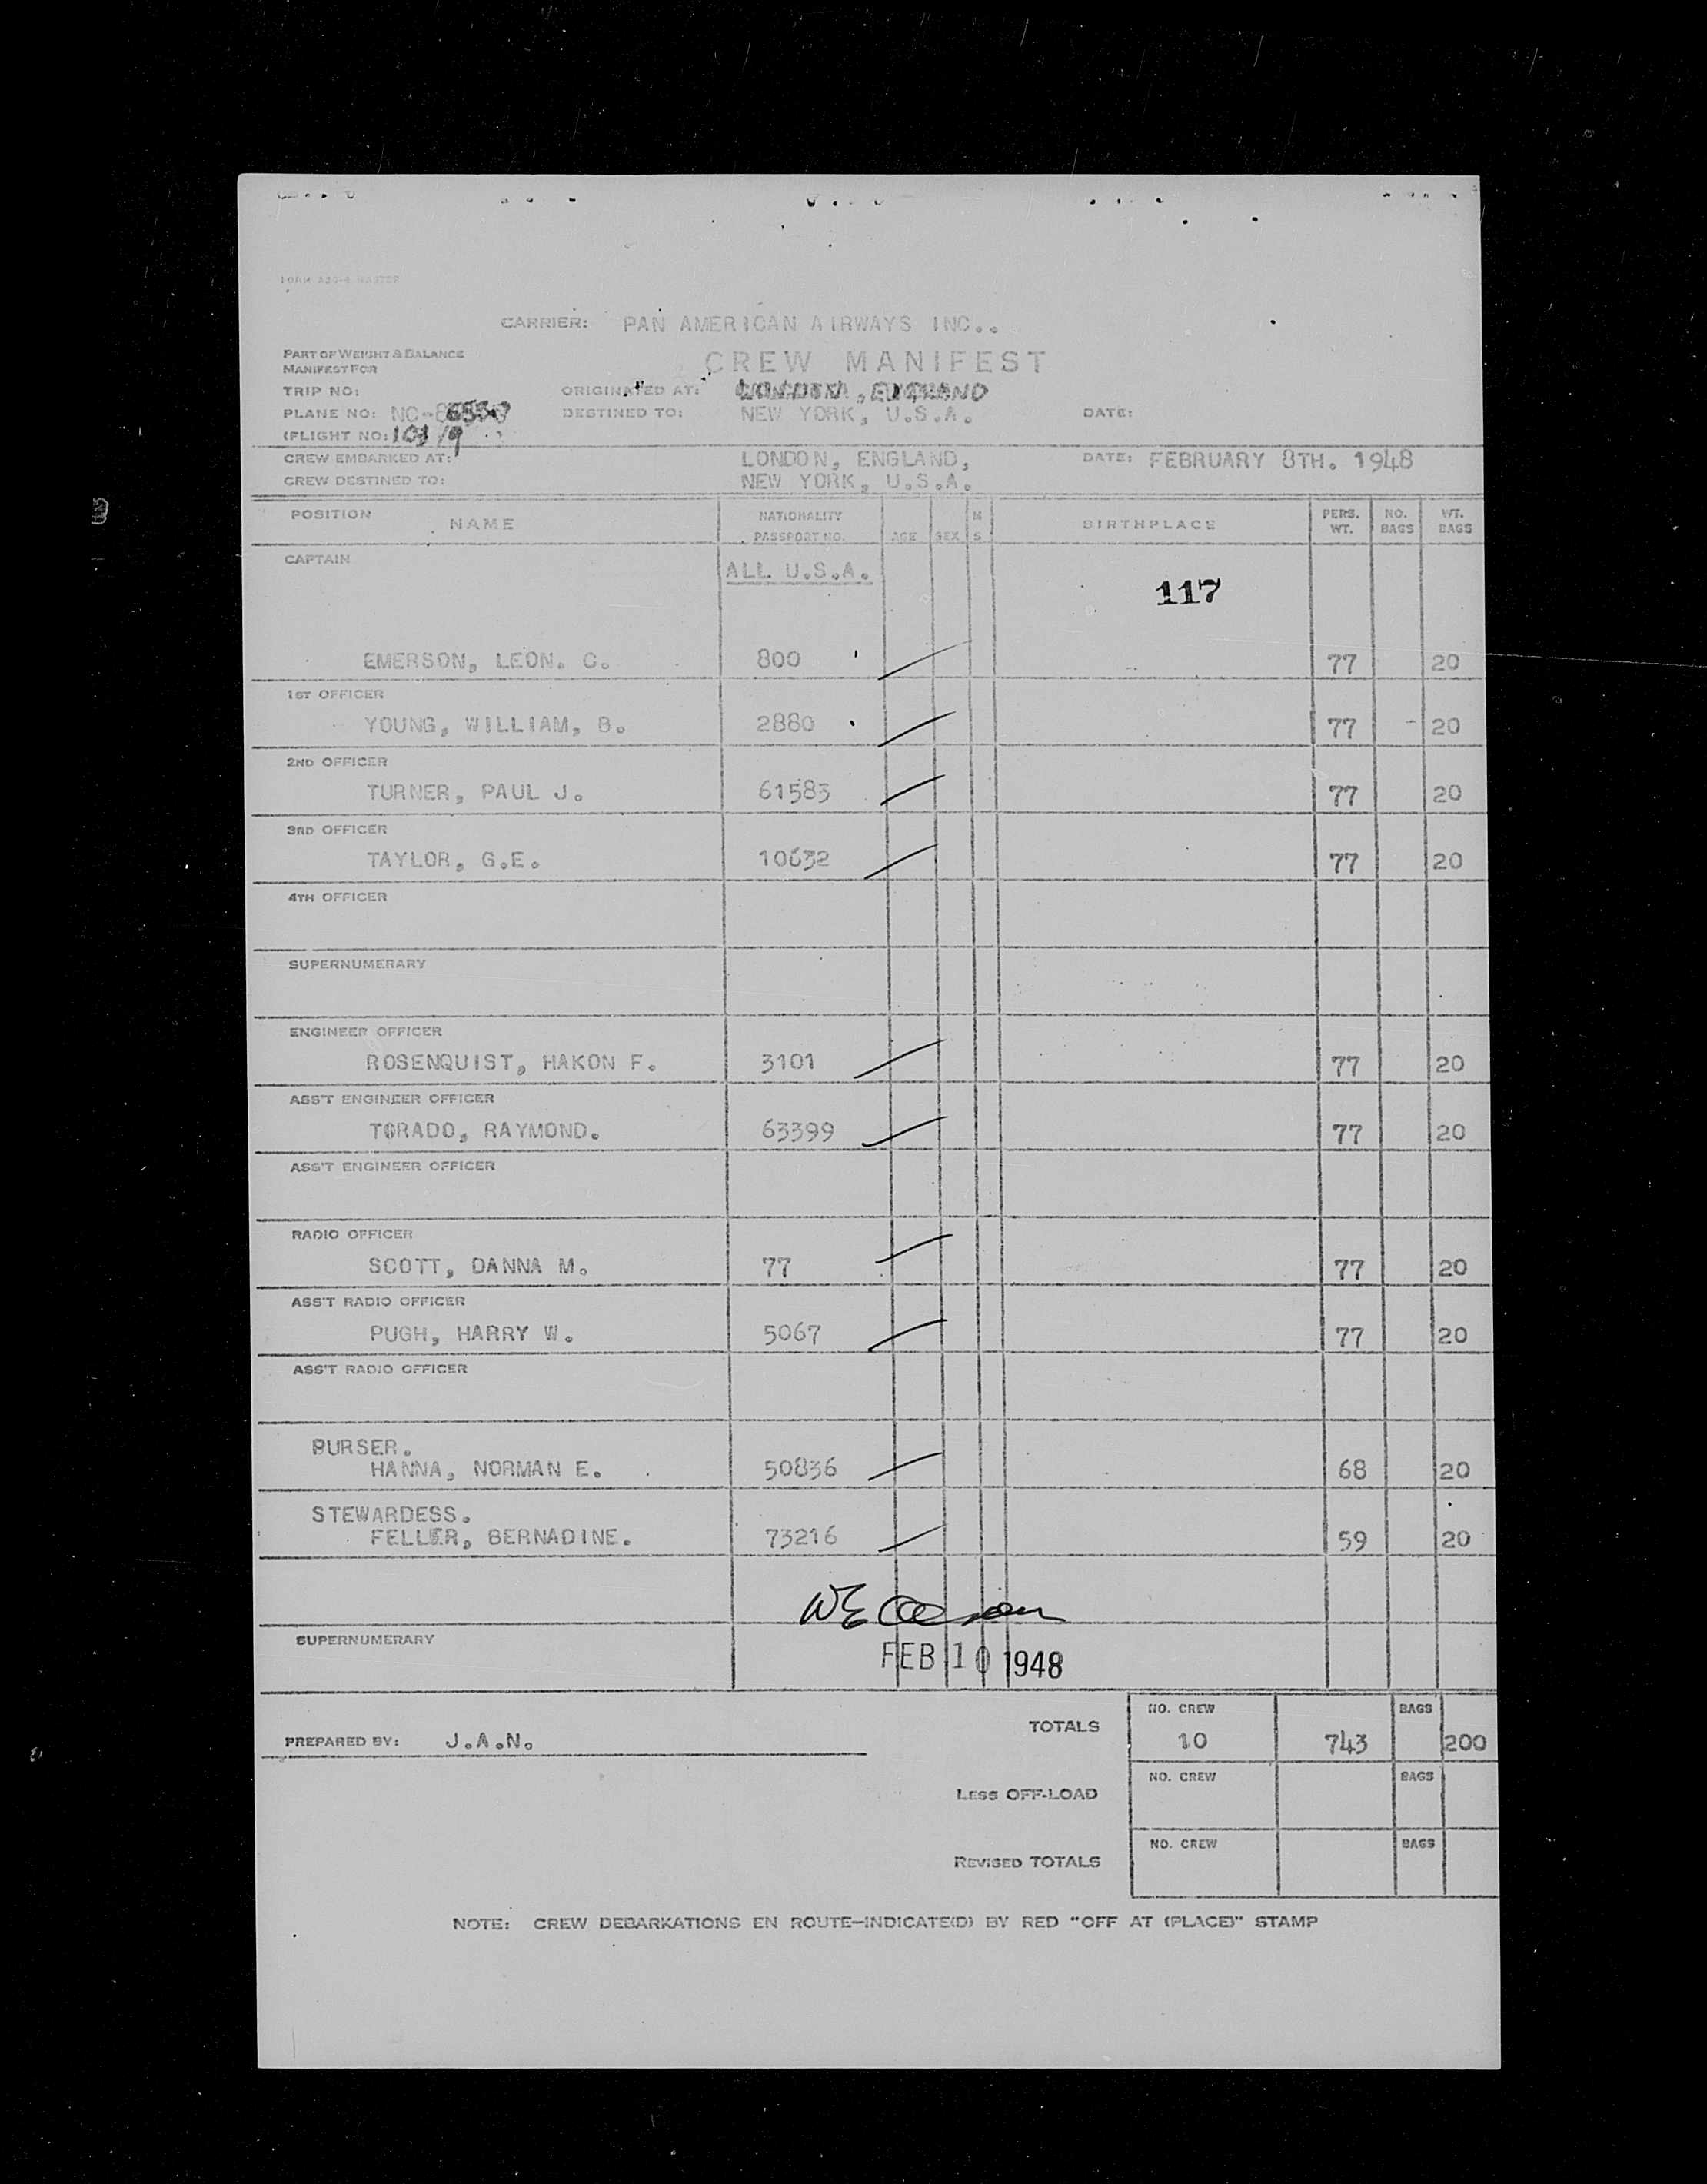 CARRIER: PAN AMERICAN AIRWAYS INC..
PART OF WEIGHT & BALANCE
MANIFEST FOR
CREW MANIFEST
TRIP NO: ORIGINATED AT: LONDON, ENGLAND
PLANE NO: NC- DESTINED TO: NEW YORK, U.S.A. DATE:
(FLIGHT NO:
CREW EMBARKED AT: LONDON, ENGLAND, DATE: FEBRUARY 8TH. 1948
CREW DESTINED TO: NEW YORK, U.S.A.
POSITION NAME NATIONALITY PASSPORT NO. AGE SEX M S BIRTHPLACE PERS. WT. NO. BAGS WT. BAGS
CAPTAIN ALL U.S.A.
117
EMERSON, LEON. C. 800 77 20
1ST OFFICER
YOUNG, WILLIAM, B. 2880 77 20
2ND OFFICER
TURNER, PAUL J. 61583 77 20
3RD OFFICER
TAYLOR, G.E. 10632 77 20
4TH OFFICER
SUPERNUMERARY
ENGINEER OFFICER
ROSENQUIST, HAKON F. 3101 77 20
ASS'T ENGINEER OFFICER
TORADO, RAYMOND. 63399 77 20
ASS'T ENGINEER OFFICER
RADIO OFFICER
SCOTT, DANNA M. 77 77 20
ASS'T RADIO OFFICER
PUGH, HARRY W. 5067 77 20
ASS'T RADIO OFFICER
PURSER.
HANNA, NORMAN E. 50836 68 20
STEWARDESS.
FELLER, BERNADINE. 73216 59 20
SUPERNUMERARY
FEB 10 1948
TOTALS NO. CREW BAGS
PREPARED BY: J.A.N. 10 743 200
LESS OFF-LOAD NO. CREW BAGS
REVISED TOTALS NO. CREW BAGS
NOTE: CREW DEBARKATIONS EN ROUTE-INDICATE(D) BY RED "OFF AT (PLACE)" STAMP